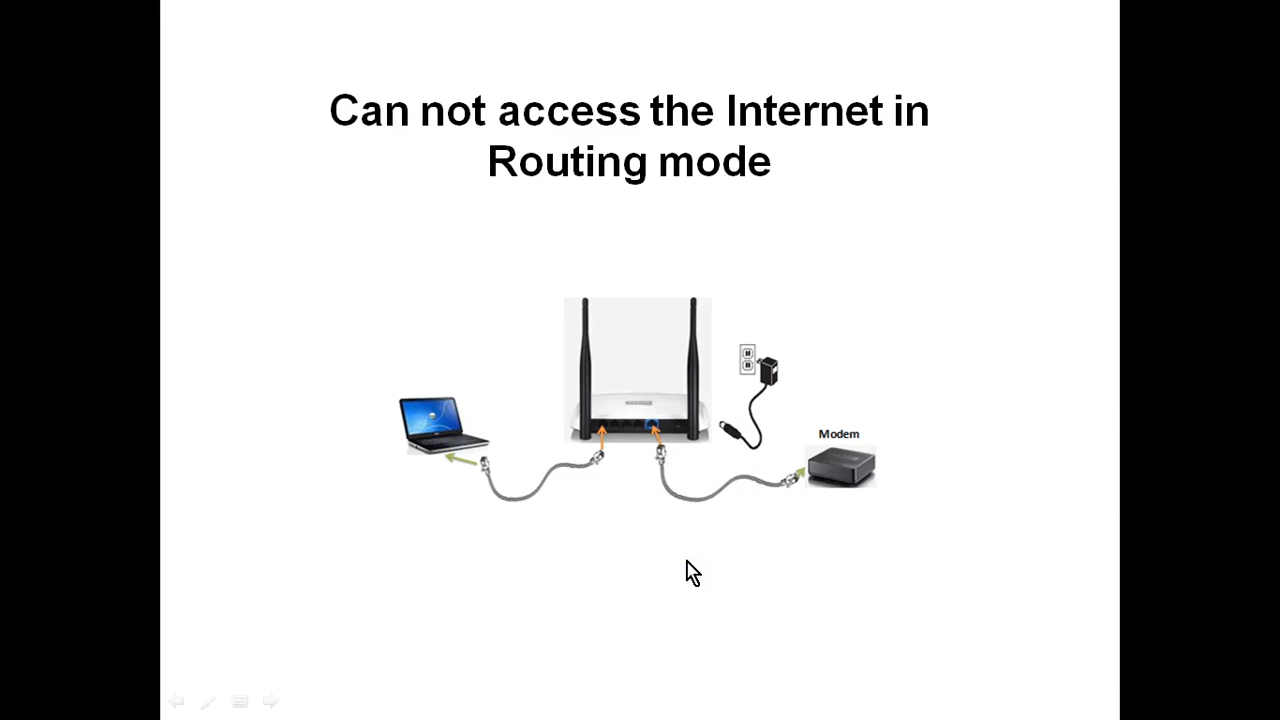 Can not access the Internet in
Routing mode
Modem